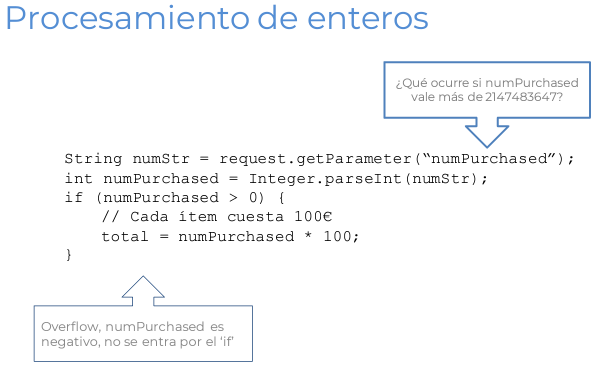 Procesamiento de enteros
¿Qué ocurre si numPurchased
vale más de 2147483647?
String numStr = request.getParameter(“numPurchased”);
int numPurchased = Integer.parseInt(numStr);
if (numPurchased > 0) {
// Cada ítem cuesta 100€
total = numPurchased * 100;
}
Overflow, numPurchased es
negativo, no se entra por el ‘if’